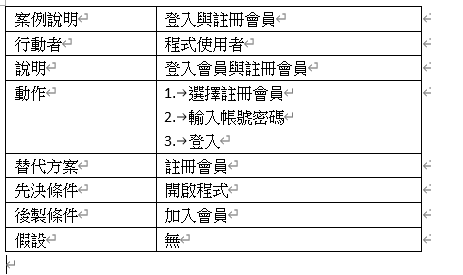 案例說明 登入與註冊會員
行動者 程式使用者
說明 登入會員與註冊會員
動作 1.→選擇註冊會員
2.→輸入帳號密碼
3.→登入
替代方案 註冊會員
先決條件 開啟程式
後製條件 加入會員
假設 無